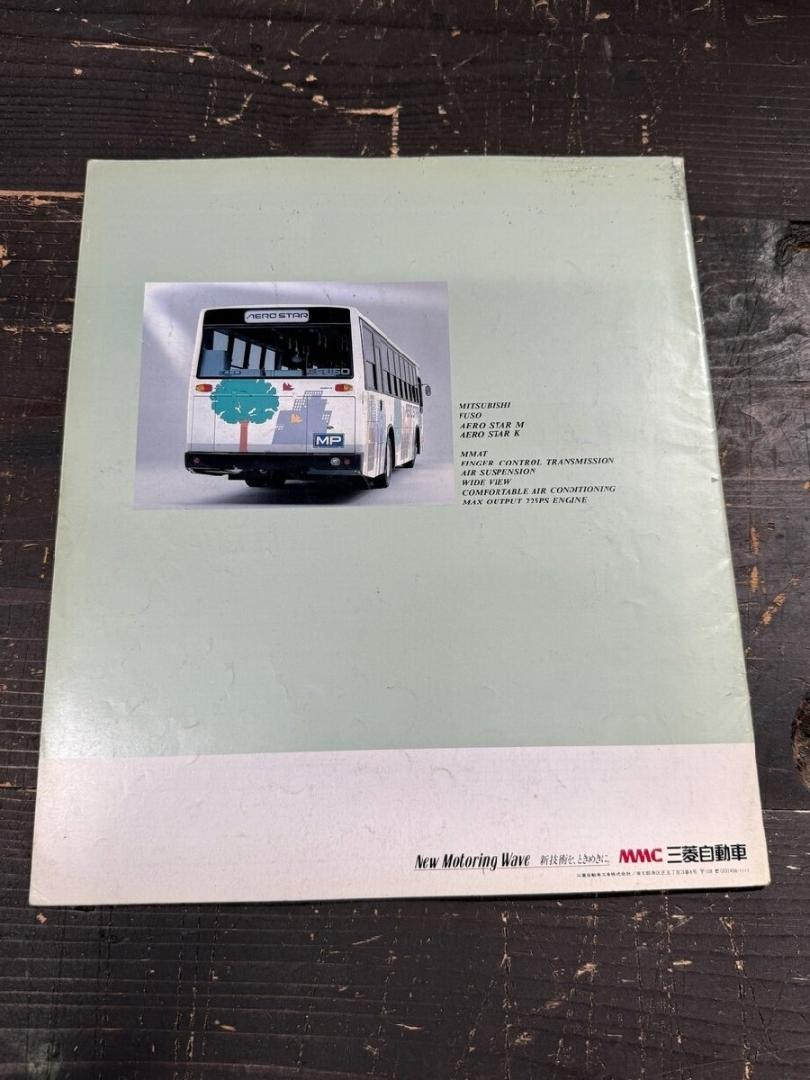 AERO STAR
FUSO
AERO STAR
MP
MITSUBISHI
FUSO
AERO STAR M
AERO STAR K
MMAT
FINGER CONTROL TRANSMISSION
AIR SUSPENSION
WIDE VIEW
COMFORTABLE AIR CONDITIONING
MAX OUTPUT 225PS ENGINE
New Motoring Wave 新技術を、ときめきに。 MMC 三菱自動車